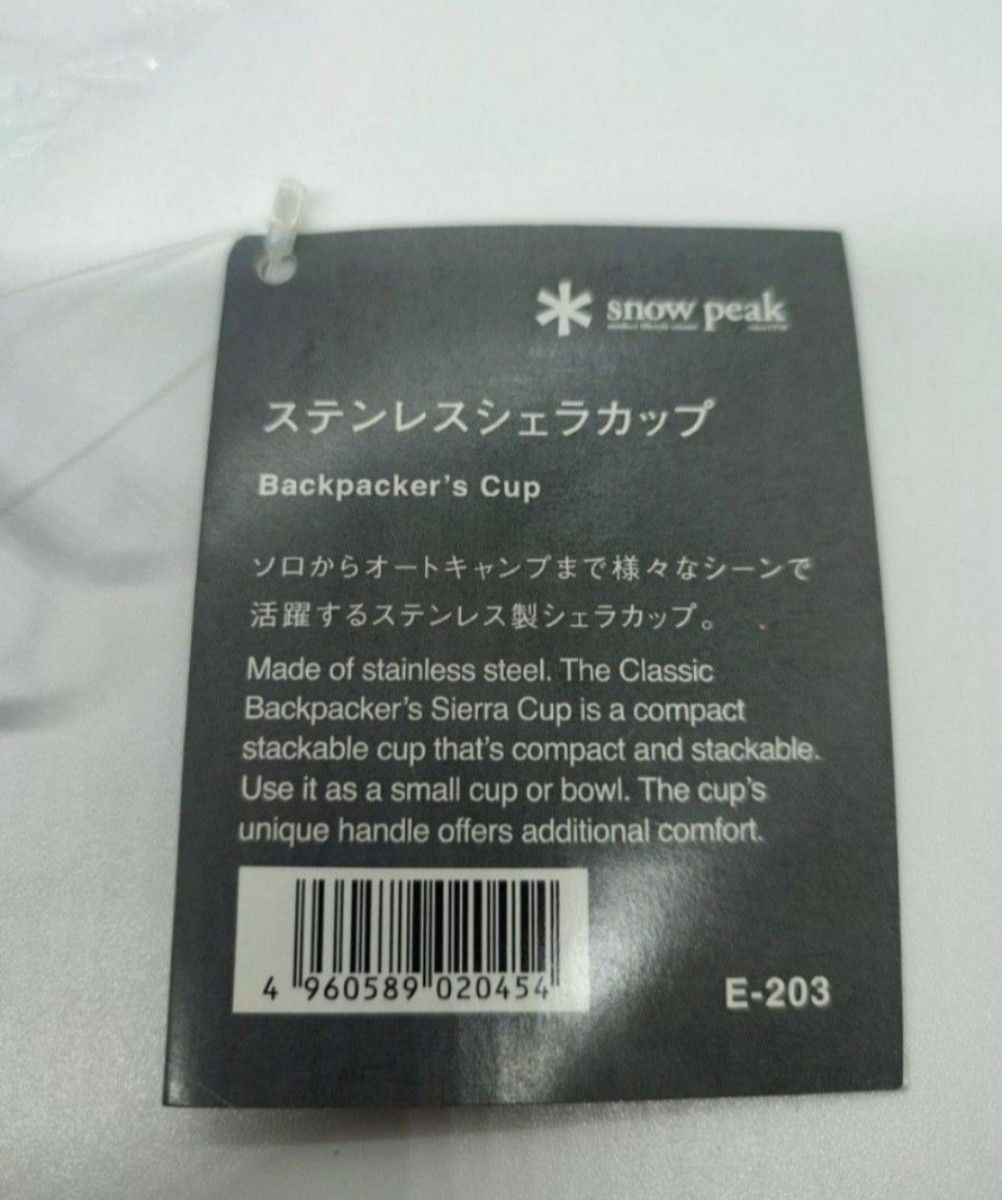 snow peak
ステンレスシェラカップ
Backpacker's Cup
ソロからオートキャンプまで様々なシーンで
活躍するステンレス製シェラカップ。
Made of stainless steel. The Classic
Backpacker's Sierra Cup is a compact
stackable cup that's compact and stackable.
Use it as a small cup or bowl. The cup's
unique handle offers additional comfort.
4 960589 020454
E-203